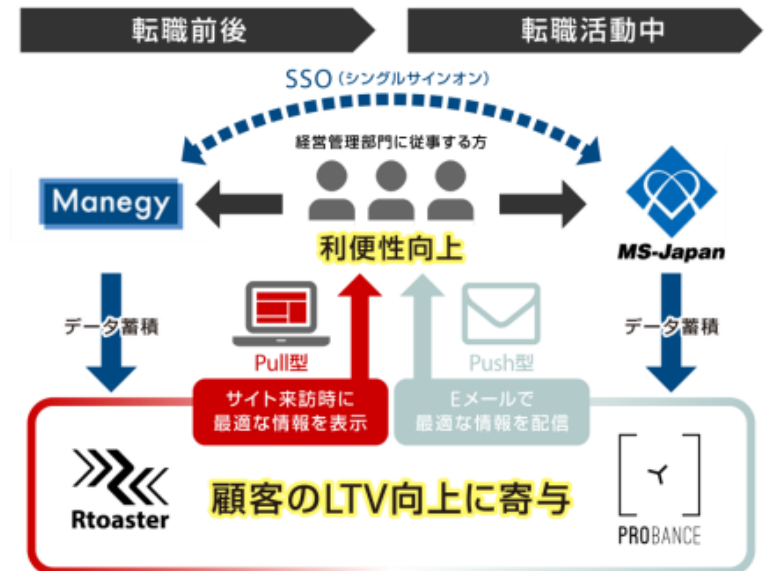 転職前後
転職活動中
SSO(シングルサインオン)
経営管理部門に従事する方
Manegy
利便性向上
MS-Japan
データ蓄積
Pull型
Push型
データ蓄積
サイト来訪時に
最適な情報を表示
Eメールで
最適な情報を配信
Rtoaster
顧客のLTV向上に寄与
PROBANCE